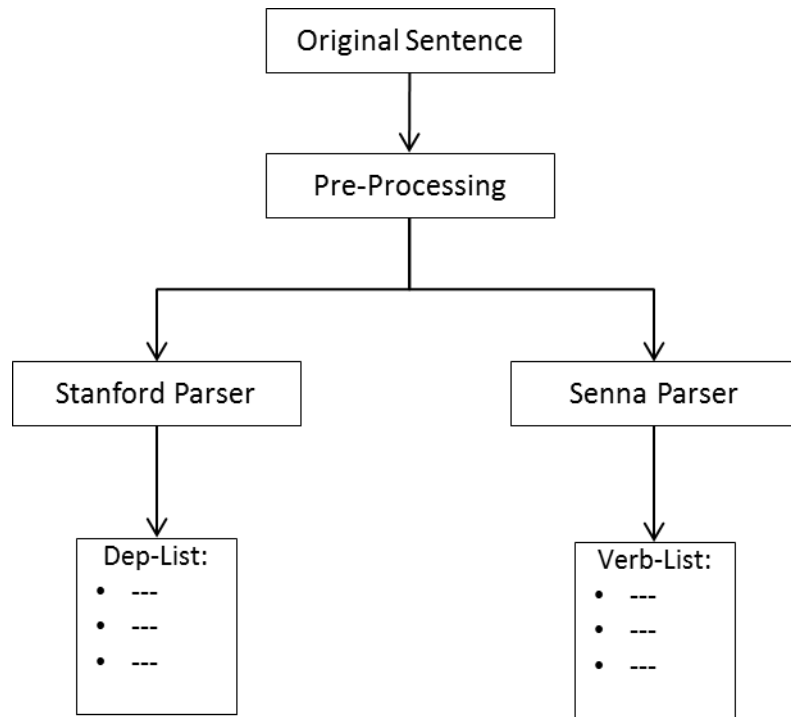 Original Sentence
Pre-Processing
Stanford Parser
Senna Parser
Dep-List:
• ---
• ---
• ---
Verb-List:
• ---
• ---
• ---